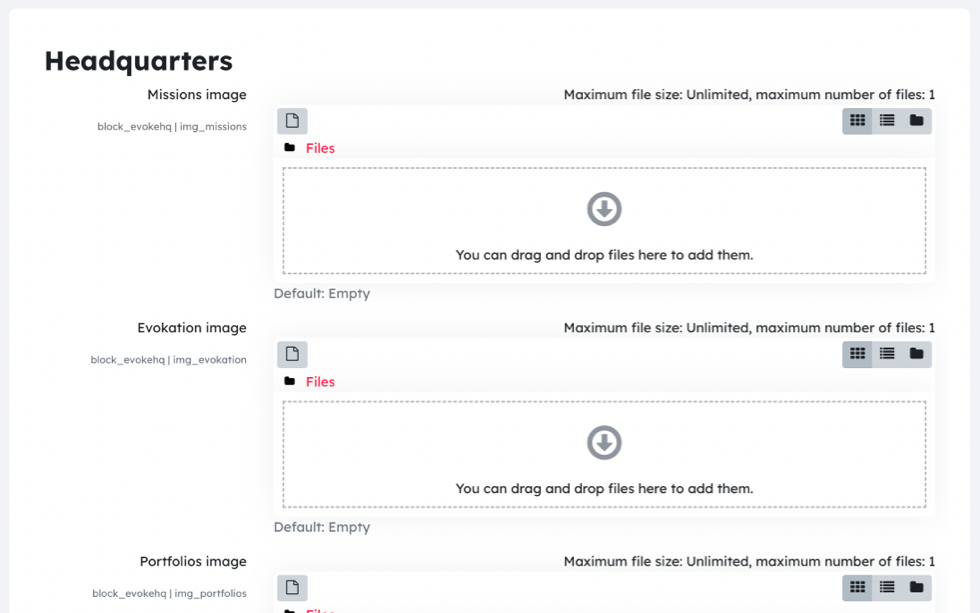 Headquarters
Missions image
Maximum file size: Unlimited, maximum number of files: 1
block_evokehq | img_missions
Files
You can drag and drop files here to add them.
Default: Empty
Evokation image
Maximum file size: Unlimited, maximum number of files: 1
block_evokehq | img_evokation
Files
You can drag and drop files here to add them.
Default: Empty
Portfolios image
Maximum file size: Unlimited, maximum number of files: 1
block_evokehq | img_portfolios
Files